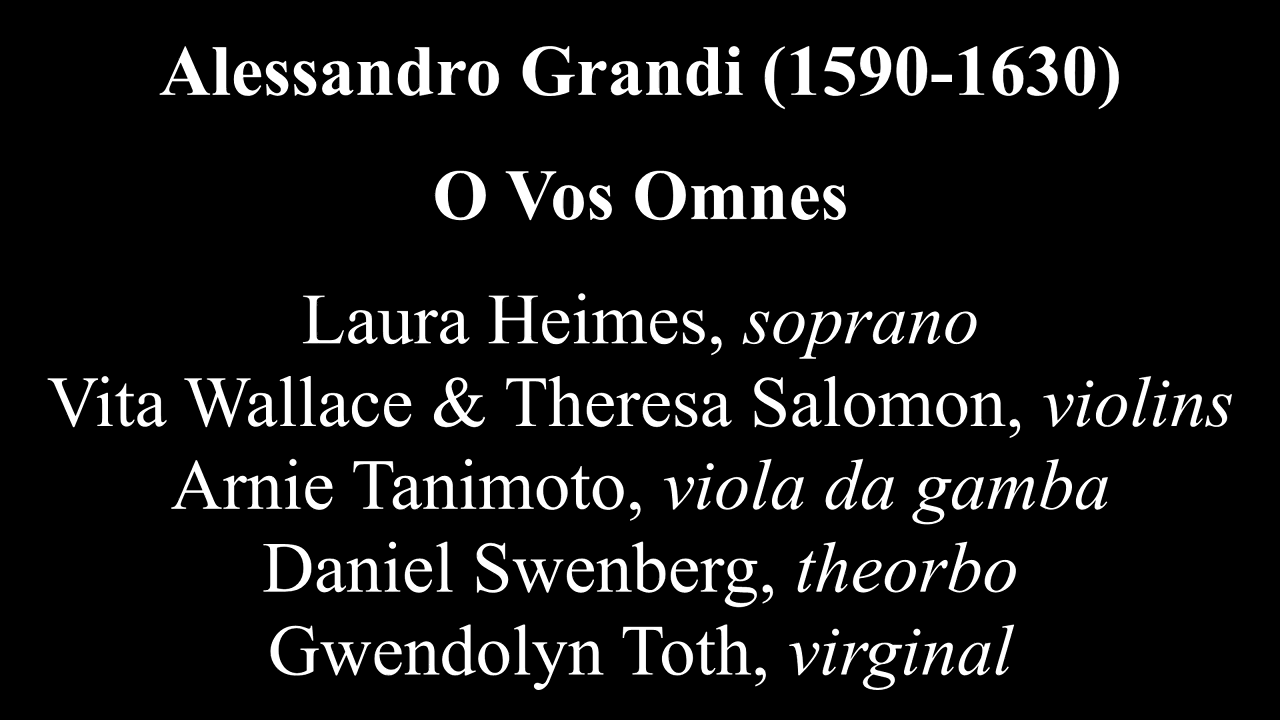 Alessandro Grandi (1590-1630)
O Vos Omnes
Laura Heimes, soprano
Vita Wallace & Theresa Salomon, violins
Arnie Tanimoto, viola da gamba
Daniel Swenberg, theorbo
Gwendolyn Toth, virginal